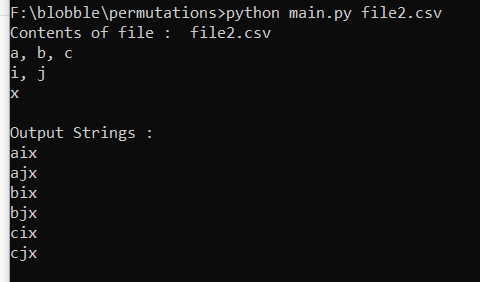 F:\blobble\permutations>python main.py file2.csv
Contents of file :  file2.csv
a, b, c
i, j
x

Output Strings :
aix
ajx
bix
bjx
cix
cjx